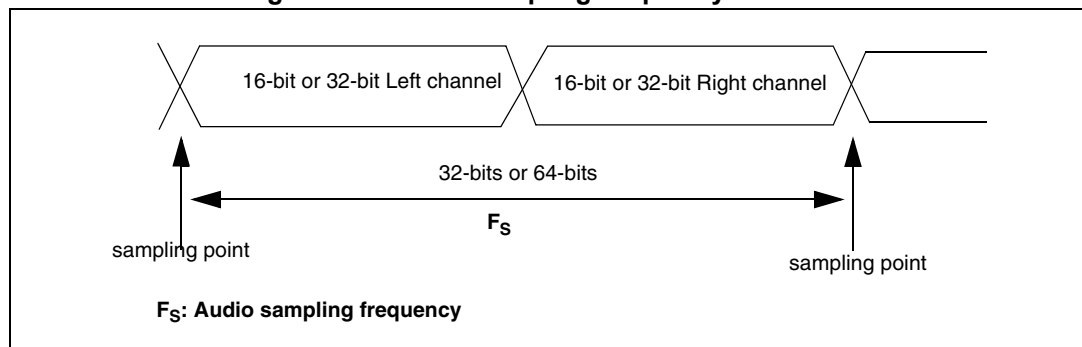 16-bit or 32-bit Left channel
16-bit or 32-bit Right channel
32-bits or 64-bits
FS
sampling point
sampling point
FS: Audio sampling frequency